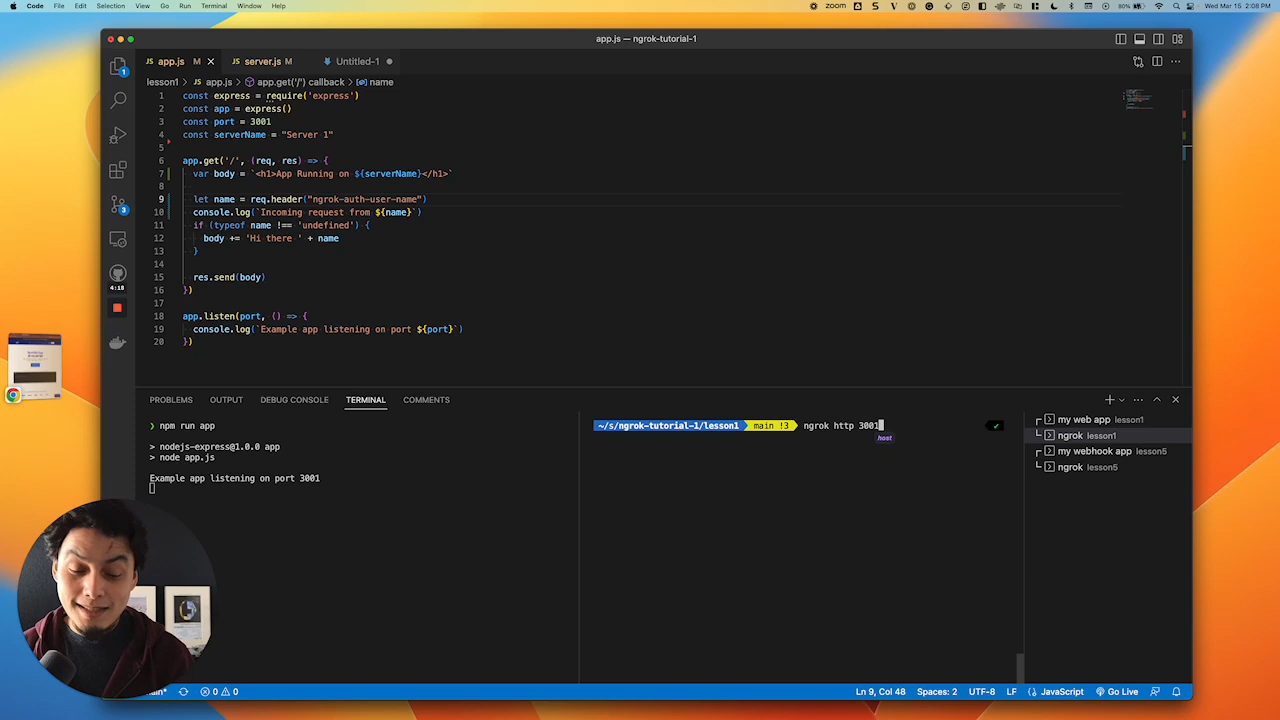 Code File Edit Selection View Go Run Terminal Window Help zoom 80% Wed Mar 15 2:08 PM
app.js — ngrok-tutorial-1
JS app.js M JS server.js M Untitled-1
lesson1 > JS app.js > app.get('/') callback > name
1 const express = require('express')
2 const app = express()
3 const port = 3001
4 const serverName = "Server 1"
5
6 app.get('/', (req, res) => {
7 var body = `<h1>App Running on ${serverName}</h1>`
8
9 let name = req.header("ngrok-auth-user-name")
10 console.log(`Incoming request from ${name}`)
11 if (typeof name !== 'undefined') {
12 body += 'Hi there ' + name
13 }
14
15 res.send(body)
16 })
17
18 app.listen(port, () => {
19 console.log(`Example app listening on port ${port}`)
20 })
1
3
4:18
PROBLEMS OUTPUT DEBUG CONSOLE TERMINAL COMMENTS
❯ npm run app
> nodejs-express@1.0.0 app
> node app.js
Example app listening on port 3001
~/s/ngrok-tutorial-1/lesson1 main !3 ngrok http 3001 ✔
host
my web app lesson1
ngrok lesson1
my webhook app lesson5
ngrok lesson5
0 0 Ln 9, Col 48 Spaces: 2 UTF-8 LF JavaScript Go Live